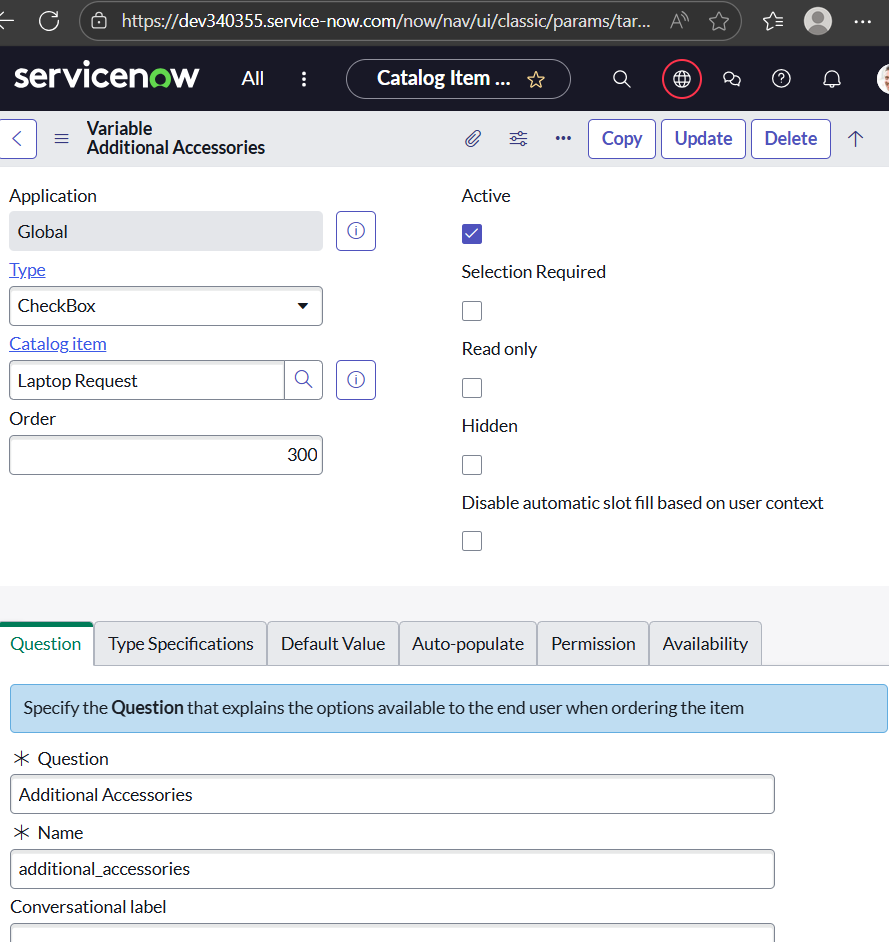 https://dev340355.service-now.com/now/nav/ui/classic/params/tar...
servicenow All Catalog Item ...
Variable
Additional Accessories
Copy Update Delete
Application
Global
Type
CheckBox
Catalog item
Laptop Request
Order
300
Active
Selection Required
Read only
Hidden
Disable automatic slot fill based on user context
Question Type Specifications Default Value Auto-populate Permission Availability
Specify the Question that explains the options available to the end user when ordering the item
Question
Additional Accessories
Name
additional_accessories
Conversational label